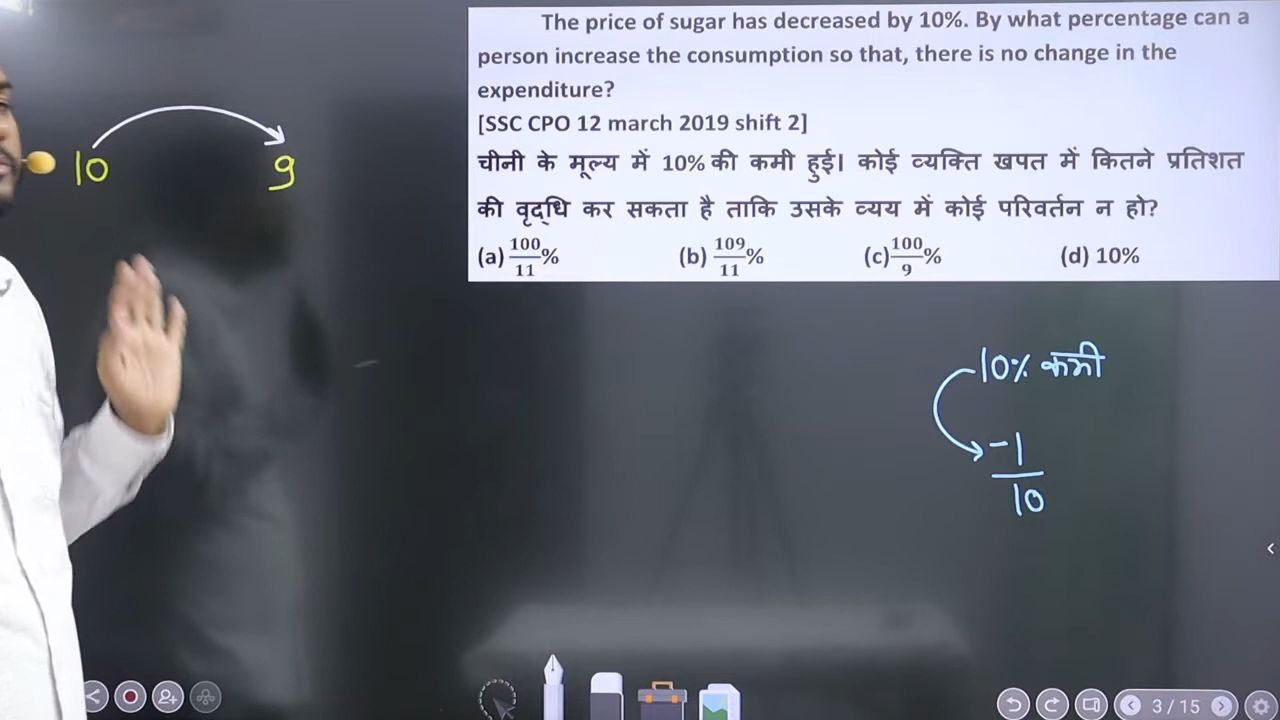 The price of sugar has decreased by 10%. By what percentage can a
person increase the consumption so that, there is no change in the
expenditure?
[SSC CPO 12 march 2019 shift 2]
चीनी के मूल्य में 10% की कमी हुई। कोई व्यक्ति खपत में कितने प्रतिशत
की वृद्धि कर सकता है ताकि उसके व्यय में कोई परिवर्तन न हो?
(a) 100/11% (b) 109/11% (c) 100/9% (d) 10%
10 9
10% कमी
-1/10
3 / 15